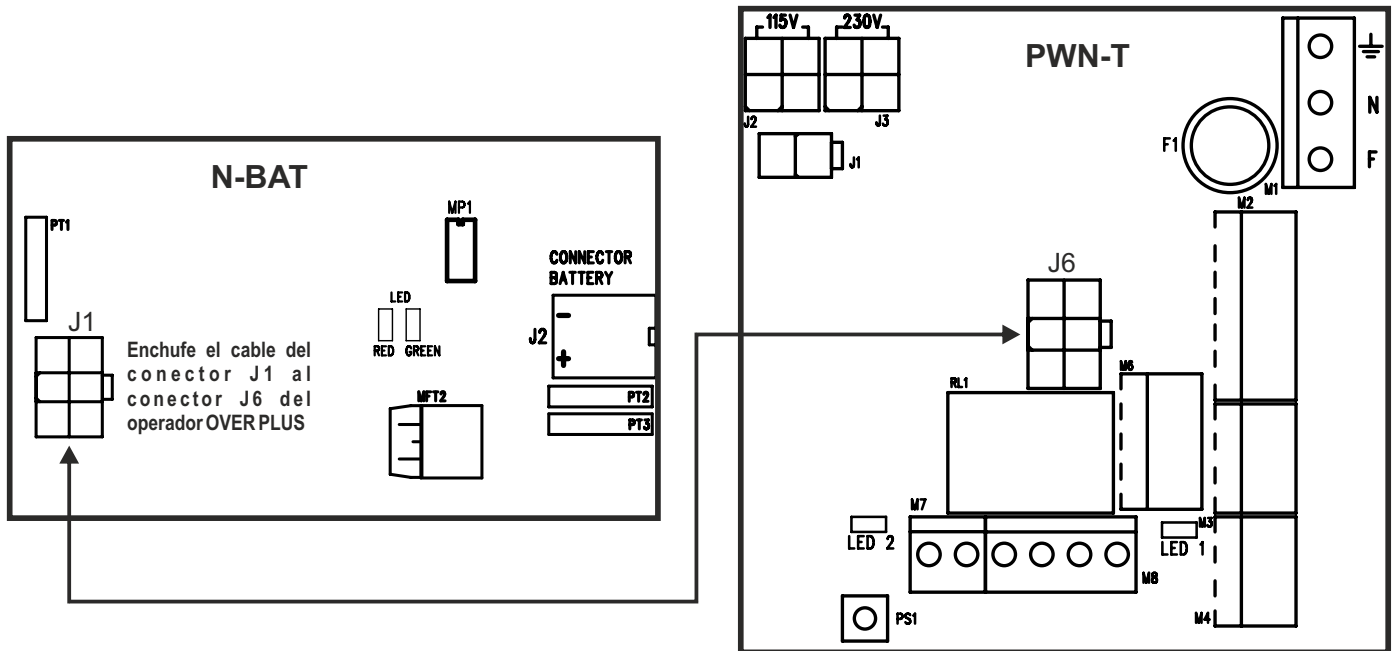 N-BAT
PT1
MP1
CONNECTOR
BATTERY
LED
RED GREEN
J1
Enchufe el cable del
conector J1 al
conector J6 del
operador OVER PLUS
J2
-
+
MFT2
PT2
PT3
PWN-T
115V
230V
J2
J3
J1
F1
N
F
M1
M2
J6
RL1
M6
M7
LED 2
M3
LED 1
M8
PS1
M4